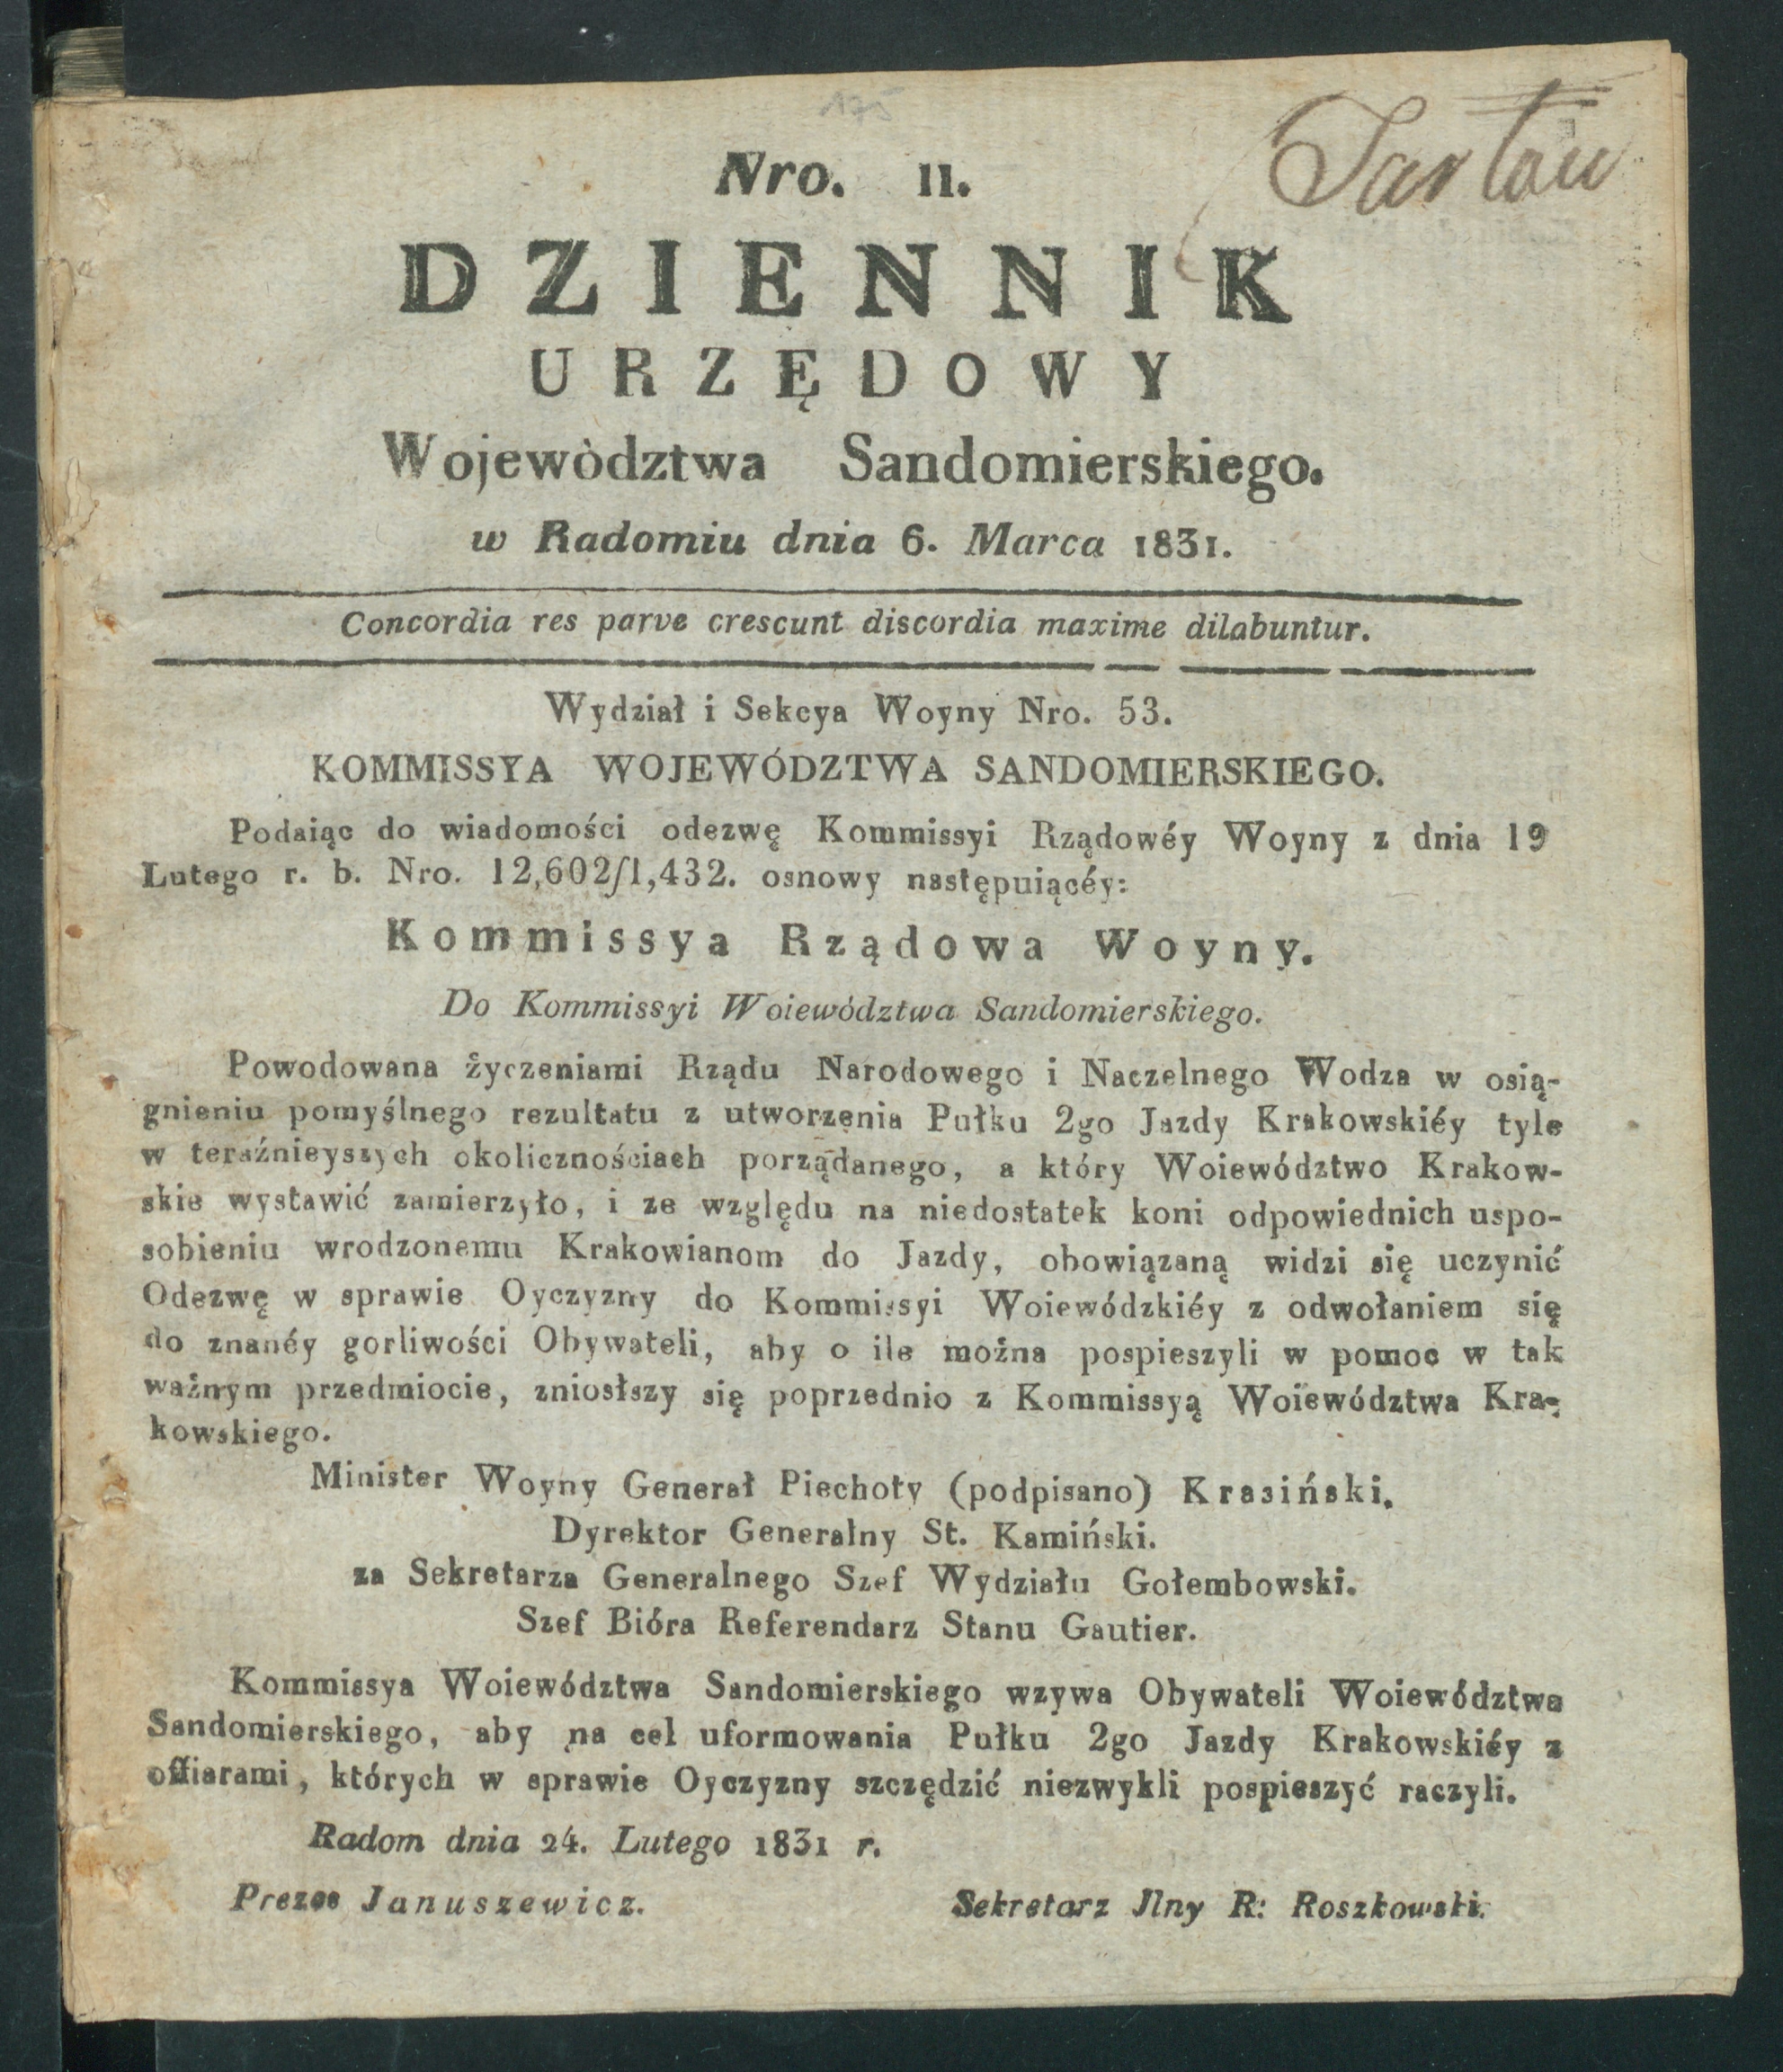 175
Nro. 11.
DZIENNIK
URZĘDOWY
Wojewòdztwa Sandomierskiego.
w Radomiu dnia 6. Marca 1831.
Concordia res parve crescunt discordia maxime dilabuntur.
Wydział i Sekcya Woyny Nro. 53.
KOMMISSYA WOJEWÓDZTWA SANDOMIERSKIEGO.
Podaiąc do wiadomości odezwę Kommissyi Rządowéy Woyny z dnia 19
Lutego r. b. Nro. 12,602/1,432. osnowy następuiącéy:
Kommissya Rządowa Woyny.
Do Kommissyi Woiewództwa Sandomierskiego.
Powodowana życzeniami Rządu Narodowego i Naczelnego Wodza w osią-
gnieniu pomyślnego rezultatu z utworzenia Pułku 2go Jazdy Krakowskiéy tyle
w teraźnieyszych okolicznościach porządanego, a który Woiewództwo Krakow-
skie wystawić zamierzyło, i ze względu na niedostatek koni odpowiednich uspo-
sobieniu wrodzonemu Krakowianom do Jazdy, obowiązaną widzi się uczynić
Odezwę w sprawie Oyczyzny do Kommissyi Woiewódzkiéy z odwołaniem się
do znanéy gorliwości Obywateli, aby o ile można pospieszyli w pomoc w tak
ważnym przedmiocie, zniosłszy się poprzednio z Kommissyą Woiewództwa Kra-
kowskiego.
Minister Woyny Generał Piechoty (podpisano) Krasiński.
Dyrektor Generalny St. Kamiński.
za Sekretarza Generalnego Szef Wydziału Gołembowski.
Szef Bióra Referendarz Stanu Gautier.
Kommissya Woiewództwa Sandomierskiego wzywa Obywateli Woiewództwa
Sandomierskiego, aby na cel uformowania Pułku 2go Jazdy Krakowskiéy z
offiarami, których w sprawie Oyczyzny szczędzić niezwykli pospieszyć raczyli.
Radom dnia 24. Lutego 1831 r.
Prezes Januszewicz.
Sekretarz Jlny R: Roszkowski.